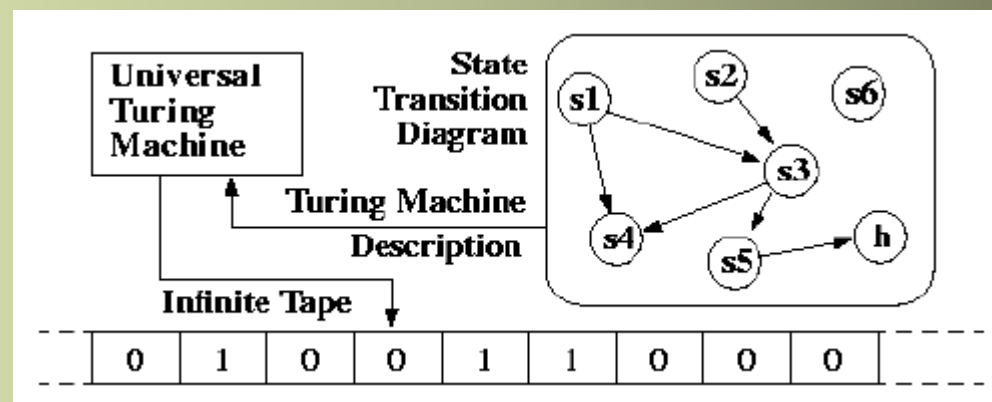 Universal
Turing
Machine
State
Transition
Diagram
s1
s2
s6
s3
s4
s5
h
Turing Machine
Description
Infinite Tape
0 1 0 0 1 1 0 0 0